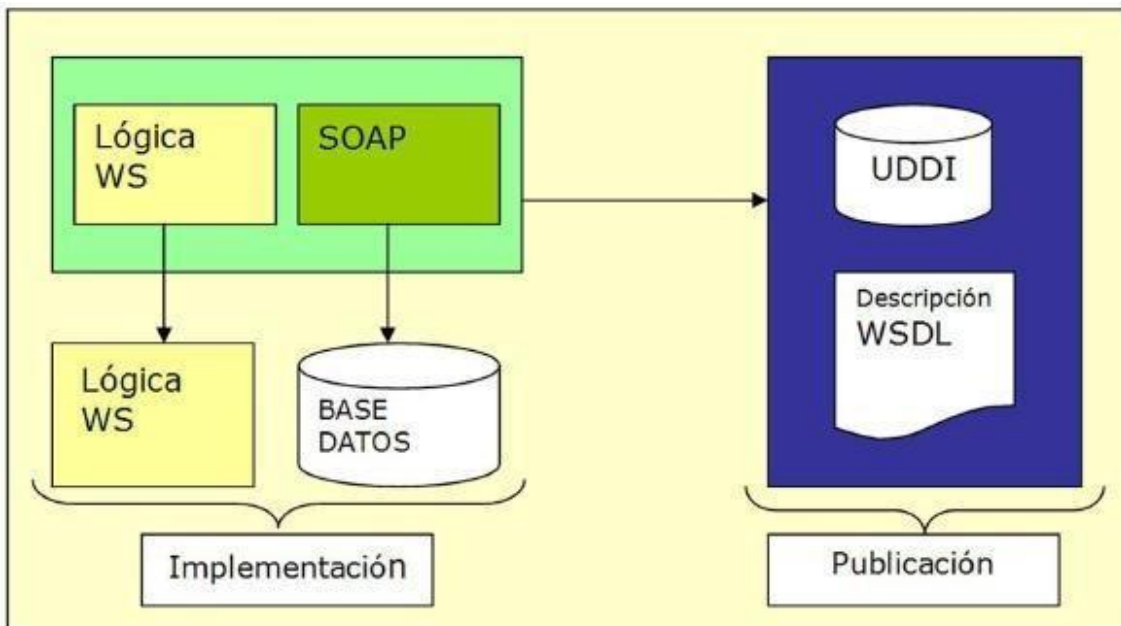 Lógica
WS
SOAP
UDDI
Descripción
WSDL
Lógica
WS
BASE
DATOS
Implementación
Publicación